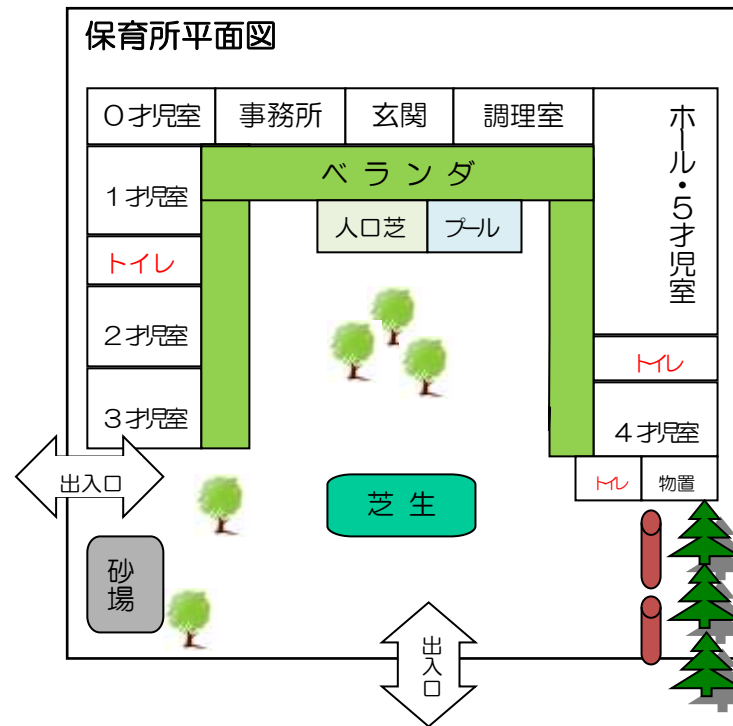 保育所平面図
0才児室
事務所
玄関
調理室
ホール・5才児室
ベランダ
1才児室
人口芝
プール
トイレ
2才児室
トイレ
3才児室
4才児室
出入口
トイレ
物置
芝生
砂場
出入口